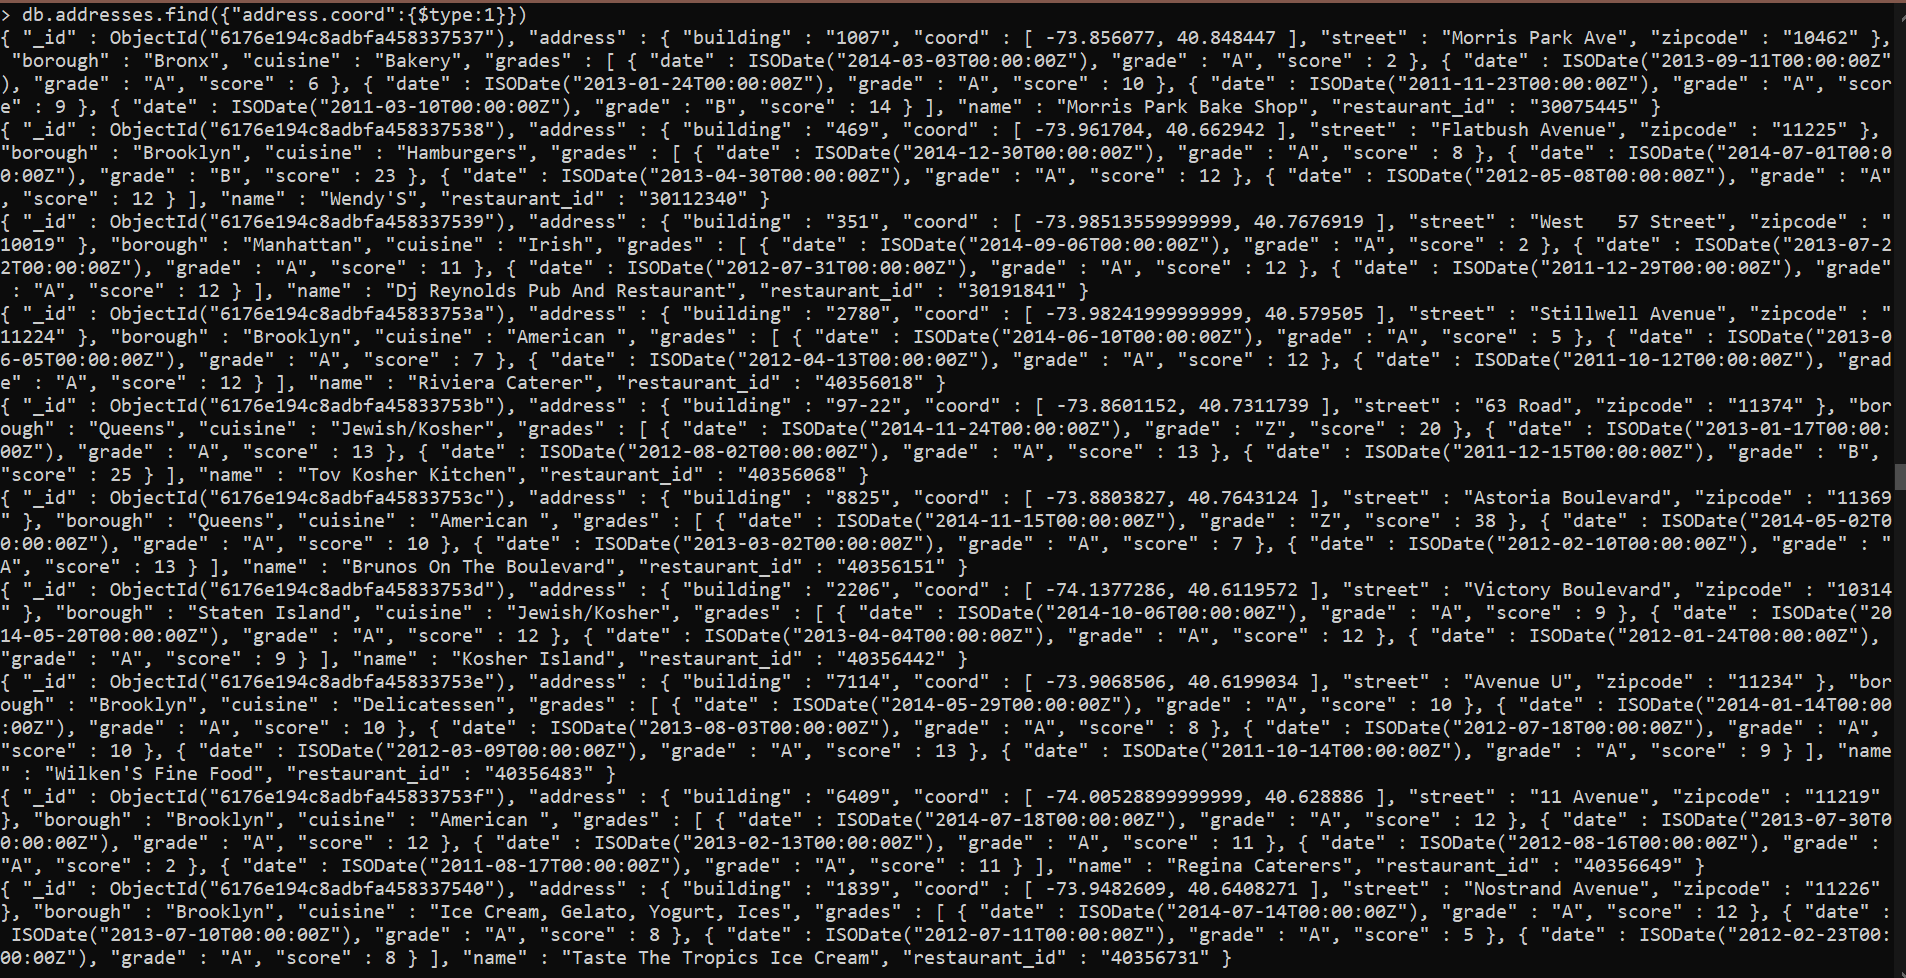 > db.addresses.find({"address.coord":{$type:1}})
{ "_id" : ObjectId("6176e194c8adbfa458337537"), "address" : { "building" : "1007", "coord" : [ -73.856077, 40.848447 ], "street" : "Morris Park Ave", "zipcode" : "10462" },
"borough" : "Bronx", "cuisine" : "Bakery", "grades" : [ { "date" : ISODate("2014-03-03T00:00:00Z"), "grade" : "A", "score" : 2 }, { "date" : ISODate("2013-09-11T00:00:00Z"
), "grade" : "A", "score" : 6 }, { "date" : ISODate("2013-01-24T00:00:00Z"), "grade" : "A", "score" : 10 }, { "date" : ISODate("2011-11-23T00:00:00Z"), "grade" : "A", "scor
e" : 9 }, { "date" : ISODate("2011-03-10T00:00:00Z"), "grade" : "B", "score" : 14 } ], "name" : "Morris Park Bake Shop", "restaurant_id" : "30075445" }
{ "_id" : ObjectId("6176e194c8adbfa458337538"), "address" : { "building" : "469", "coord" : [ -73.961704, 40.662942 ], "street" : "Flatbush Avenue", "zipcode" : "11225" },
"borough" : "Brooklyn", "cuisine" : "Hamburgers", "grades" : [ { "date" : ISODate("2014-12-30T00:00:00Z"), "grade" : "A", "score" : 8 }, { "date" : ISODate("2014-07-01T00:0
0:00Z"), "grade" : "B", "score" : 23 }, { "date" : ISODate("2013-04-30T00:00:00Z"), "grade" : "A", "score" : 12 }, { "date" : ISODate("2012-05-08T00:00:00Z"), "grade" : "A"
, "score" : 12 } ], "name" : "Wendy'S", "restaurant_id" : "30112340" }
{ "_id" : ObjectId("6176e194c8adbfa458337539"), "address" : { "building" : "351", "coord" : [ -73.98513559999999, 40.7676919 ], "street" : "West   57 Street", "zipcode" : "
10019" }, "borough" : "Manhattan", "cuisine" : "Irish", "grades" : [ { "date" : ISODate("2014-09-06T00:00:00Z"), "grade" : "A", "score" : 2 }, { "date" : ISODate("2013-07-2
2T00:00:00Z"), "grade" : "A", "score" : 11 }, { "date" : ISODate("2012-07-31T00:00:00Z"), "grade" : "A", "score" : 12 }, { "date" : ISODate("2011-12-29T00:00:00Z"), "grade"
 : "A", "score" : 12 } ], "name" : "Dj Reynolds Pub And Restaurant", "restaurant_id" : "30191841" }
{ "_id" : ObjectId("6176e194c8adbfa45833753a"), "address" : { "building" : "2780", "coord" : [ -73.98241999999999, 40.579505 ], "street" : "Stillwell Avenue", "zipcode" : "
11224" }, "borough" : "Brooklyn", "cuisine" : "American ", "grades" : [ { "date" : ISODate("2014-06-10T00:00:00Z"), "grade" : "A", "score" : 5 }, { "date" : ISODate("2013-0
6-05T00:00:00Z"), "grade" : "A", "score" : 7 }, { "date" : ISODate("2012-04-13T00:00:00Z"), "grade" : "A", "score" : 12 }, { "date" : ISODate("2011-10-12T00:00:00Z"), "grad
e" : "A", "score" : 12 } ], "name" : "Riviera Caterer", "restaurant_id" : "40356018" }
{ "_id" : ObjectId("6176e194c8adbfa45833753b"), "address" : { "building" : "97-22", "coord" : [ -73.8601152, 40.7311739 ], "street" : "63 Road", "zipcode" : "11374" }, "bor
ough" : "Queens", "cuisine" : "Jewish/Kosher", "grades" : [ { "date" : ISODate("2014-11-24T00:00:00Z"), "grade" : "Z", "score" : 20 }, { "date" : ISODate("2013-01-17T00:00:
00Z"), "grade" : "A", "score" : 13 }, { "date" : ISODate("2012-08-02T00:00:00Z"), "grade" : "A", "score" : 13 }, { "date" : ISODate("2011-12-15T00:00:00Z"), "grade" : "B",
"score" : 25 } ], "name" : "Tov Kosher Kitchen", "restaurant_id" : "40356068" }
{ "_id" : ObjectId("6176e194c8adbfa45833753c"), "address" : { "building" : "8825", "coord" : [ -73.8803827, 40.7643124 ], "street" : "Astoria Boulevard", "zipcode" : "11369
" }, "borough" : "Queens", "cuisine" : "American ", "grades" : [ { "date" : ISODate("2014-11-15T00:00:00Z"), "grade" : "Z", "score" : 38 }, { "date" : ISODate("2014-05-02T0
0:00:00Z"), "grade" : "A", "score" : 10 }, { "date" : ISODate("2013-03-02T00:00:00Z"), "grade" : "A", "score" : 7 }, { "date" : ISODate("2012-02-10T00:00:00Z"), "grade" : "
A", "score" : 13 } ], "name" : "Brunos On The Boulevard", "restaurant_id" : "40356151" }
{ "_id" : ObjectId("6176e194c8adbfa45833753d"), "address" : { "building" : "2206", "coord" : [ -74.1377286, 40.6119572 ], "street" : "Victory Boulevard", "zipcode" : "10314
" }, "borough" : "Staten Island", "cuisine" : "Jewish/Kosher", "grades" : [ { "date" : ISODate("2014-10-06T00:00:00Z"), "grade" : "A", "score" : 9 }, { "date" : ISODate("20
14-05-20T00:00:00Z"), "grade" : "A", "score" : 12 }, { "date" : ISODate("2013-04-04T00:00:00Z"), "grade" : "A", "score" : 12 }, { "date" : ISODate("2012-01-24T00:00:00Z"),
"grade" : "A", "score" : 9 } ], "name" : "Kosher Island", "restaurant_id" : "40356442" }
{ "_id" : ObjectId("6176e194c8adbfa45833753e"), "address" : { "building" : "7114", "coord" : [ -73.9068506, 40.6199034 ], "street" : "Avenue U", "zipcode" : "11234" }, "bor
ough" : "Brooklyn", "cuisine" : "Delicatessen", "grades" : [ { "date" : ISODate("2014-05-29T00:00:00Z"), "grade" : "A", "score" : 10 }, { "date" : ISODate("2014-01-14T00:00
:00Z"), "grade" : "A", "score" : 10 }, { "date" : ISODate("2013-08-03T00:00:00Z"), "grade" : "A", "score" : 8 }, { "date" : ISODate("2012-07-18T00:00:00Z"), "grade" : "A",
"score" : 10 }, { "date" : ISODate("2012-03-09T00:00:00Z"), "grade" : "A", "score" : 13 }, { "date" : ISODate("2011-10-14T00:00:00Z"), "grade" : "A", "score" : 9 } ], "name
" : "Wilken'S Fine Food", "restaurant_id" : "40356483" }
{ "_id" : ObjectId("6176e194c8adbfa45833753f"), "address" : { "building" : "6409", "coord" : [ -74.00528899999999, 40.628886 ], "street" : "11 Avenue", "zipcode" : "11219"
}, "borough" : "Brooklyn", "cuisine" : "American ", "grades" : [ { "date" : ISODate("2014-07-18T00:00:00Z"), "grade" : "A", "score" : 12 }, { "date" : ISODate("2013-07-30T0
0:00:00Z"), "grade" : "A", "score" : 12 }, { "date" : ISODate("2013-02-13T00:00:00Z"), "grade" : "A", "score" : 11 }, { "date" : ISODate("2012-08-16T00:00:00Z"), "grade" :
"A", "score" : 2 }, { "date" : ISODate("2011-08-17T00:00:00Z"), "grade" : "A", "score" : 11 } ], "name" : "Regina Caterers", "restaurant_id" : "40356649" }
{ "_id" : ObjectId("6176e194c8adbfa458337540"), "address" : { "building" : "1839", "coord" : [ -73.9482609, 40.6408271 ], "street" : "Nostrand Avenue", "zipcode" : "11226"
}, "borough" : "Brooklyn", "cuisine" : "Ice Cream, Gelato, Yogurt, Ices", "grades" : [ { "date" : ISODate("2014-07-14T00:00:00Z"), "grade" : "A", "score" : 12 }, { "date" :
 ISODate("2013-07-10T00:00:00Z"), "grade" : "A", "score" : 8 }, { "date" : ISODate("2012-07-11T00:00:00Z"), "grade" : "A", "score" : 5 }, { "date" : ISODate("2012-02-23T00:
00:00Z"), "grade" : "A", "score" : 8 } ], "name" : "Taste The Tropics Ice Cream", "restaurant_id" : "40356731" }